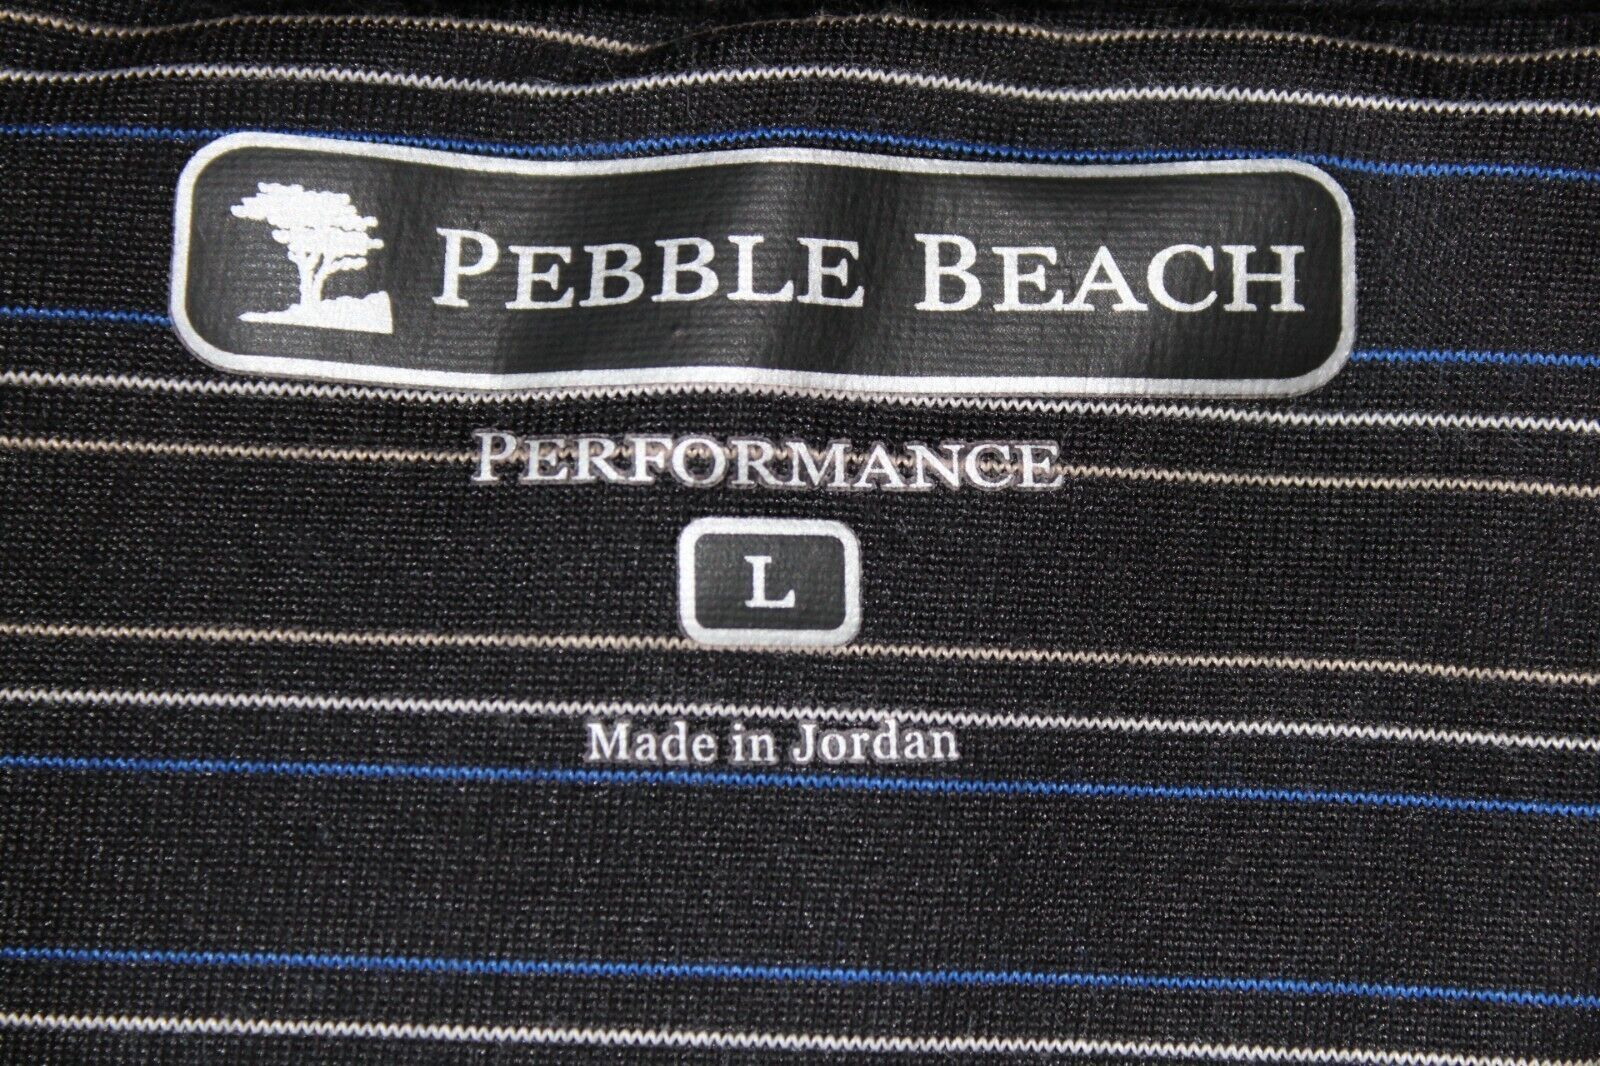 PEBBLE BEACH
PERFORMANCE
L
Made in Jordan